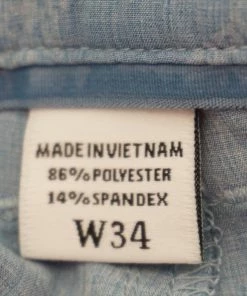 MADE IN VIETNAM
86% POLYESTER
14% SPANDEX
W34